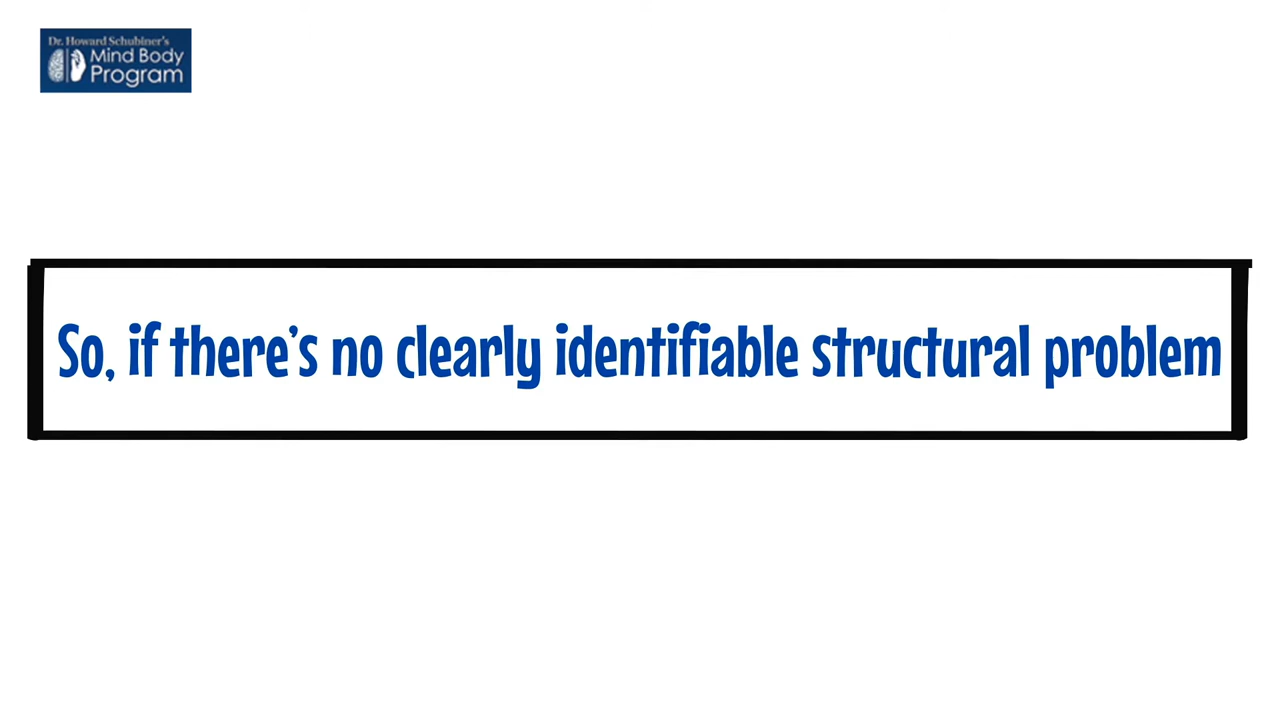 Dr. Howard Schubiner's
Mind Body
Program
So, if there's no clearly identifiable structural problem